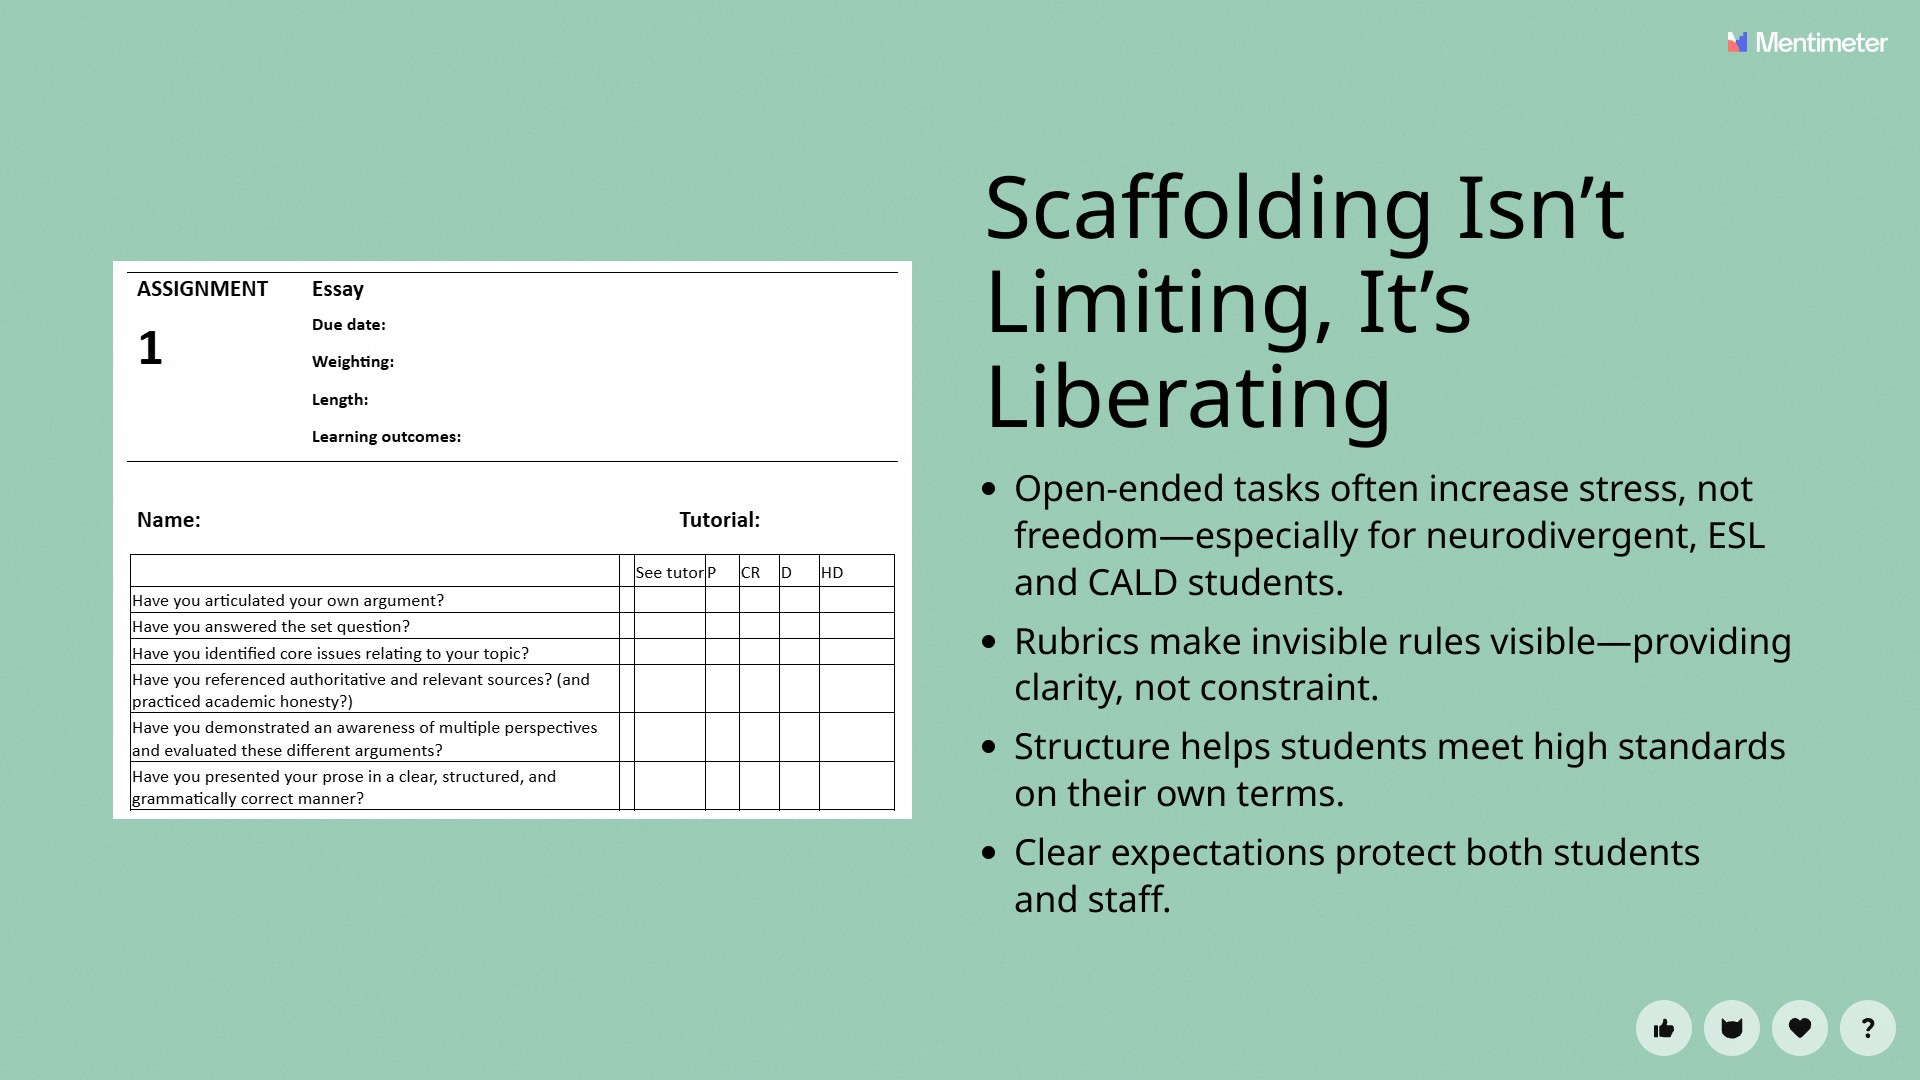 Mentimeter
ASSIGNMENT
1
Essay
Due date:
Weighting:
Length:
Learning outcomes:
Name:
Tutorial:
See tutor P CR D HD
Have you articulated your own argument?
Have you answered the set question?
Have you identified core issues relating to your topic?
Have you referenced authoritative and relevant sources? (and
practiced academic honesty?)
Have you demonstrated an awareness of multiple perspectives
and evaluated these different arguments?
Have you presented your prose in a clear, structured, and
grammatically correct manner?
Scaffolding Isn’t
Limiting, It’s
Liberating
• Open-ended tasks often increase stress, not
freedom—especially for neurodivergent, ESL
and CALD students.
• Rubrics make invisible rules visible—providing
clarity, not constraint.
• Structure helps students meet high standards
on their own terms.
• Clear expectations protect both students
and staff.
?